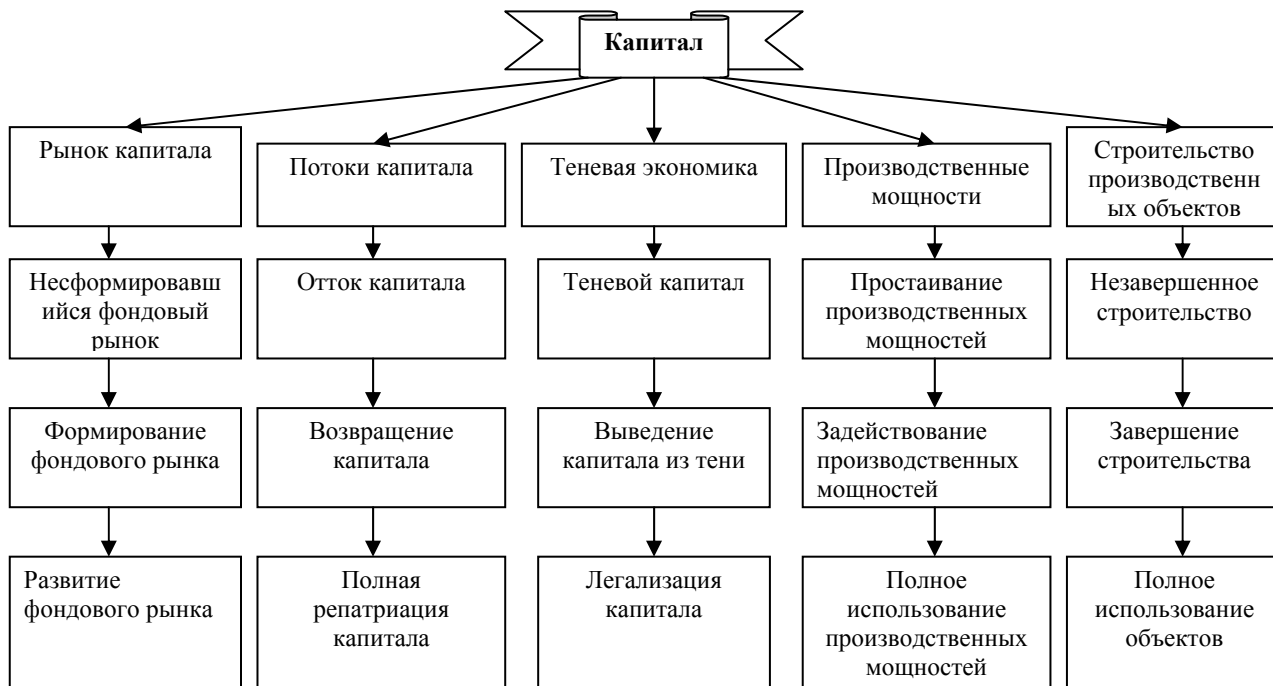 Капитал
Рынок капитала
Потоки капитала
Теневая экономика
Производственные
мощности
Строительство
производственн
ых объектов
Несформировавш
ийся фондовый
рынок
Отток капитала
Теневой капитал
Простаивание
производственных
мощностей
Незавершенное
строительство
Формирование
фондового рынка
Возвращение
капитала
Выведение
капитала из тени
Задействование
производственных
мощностей
Завершение
строительства
Развитие
фондового рынка
Полная
репатриация
капитала
Легализация
капитала
Полное
использование
производственных
мощностей
Полное
использование
объектов